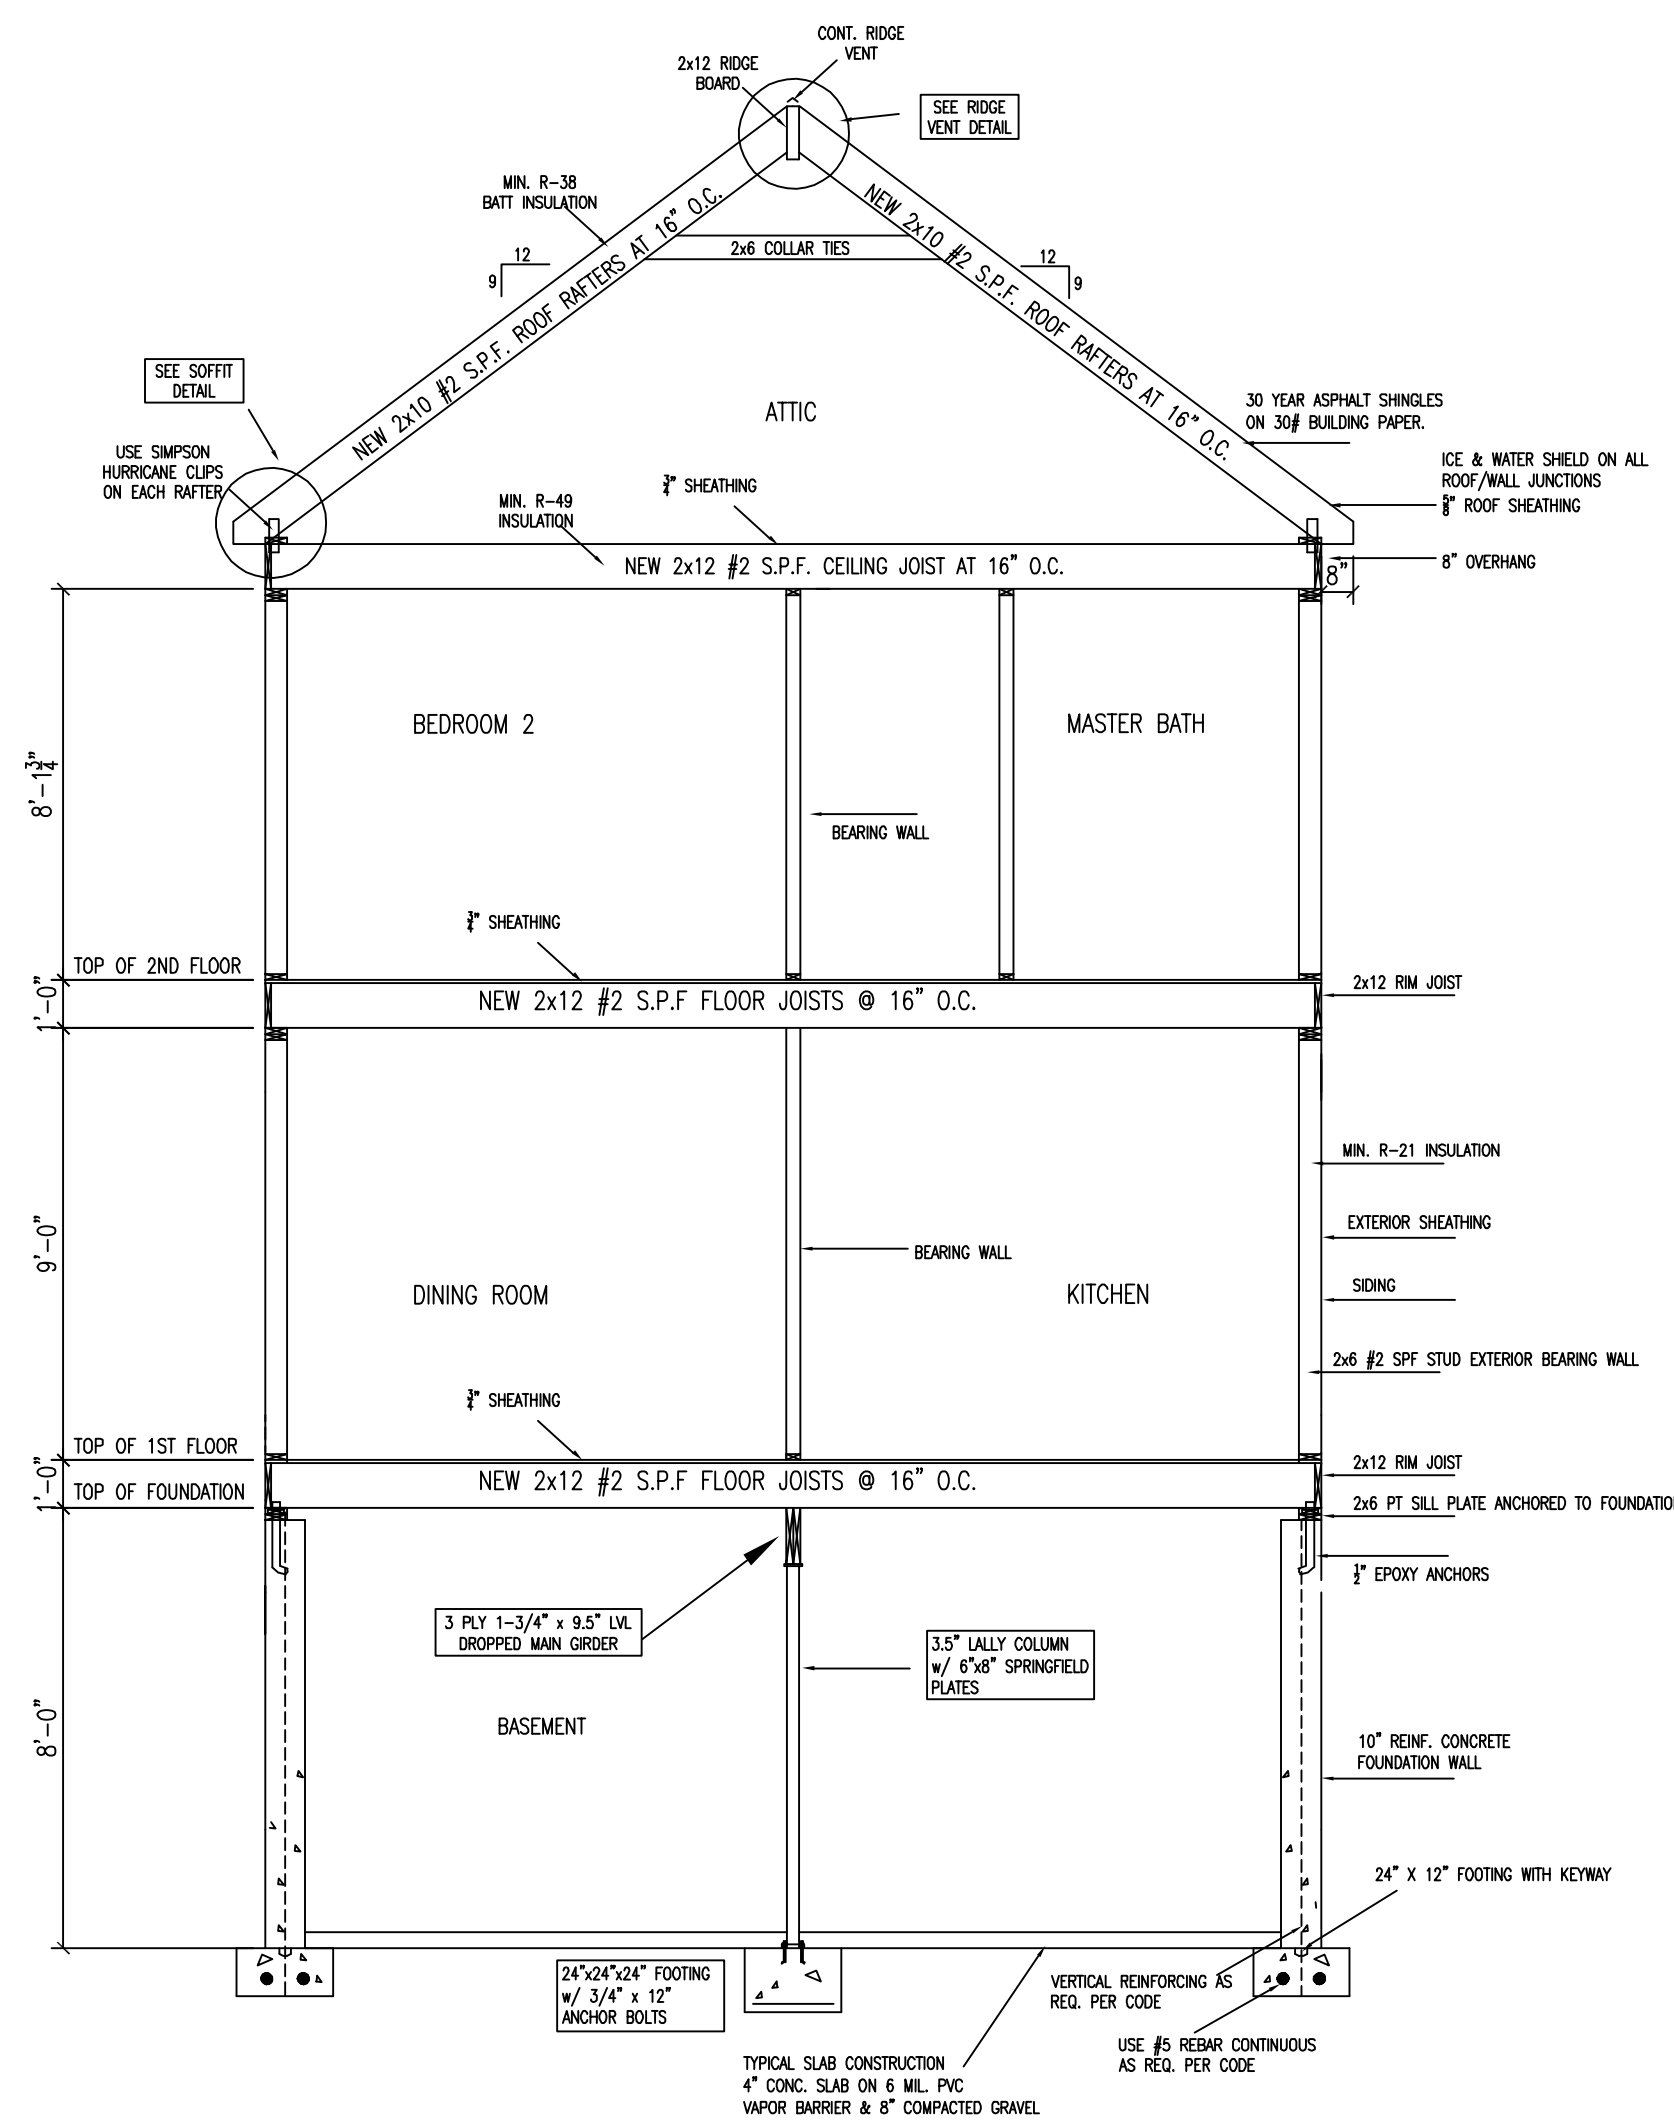 CONT. RIDGE
VENT
2x12 RIDGE
BOARD
SEE RIDGE
VENT DETAIL
MIN. R-38
BATT INSULATION
NEW 2x10 #2 S.P.F. ROOF RAFTERS AT 16" O.C.
NEW 2x10 #2 S.P.F. ROOF RAFTERS AT 16" O.C.
2x6 COLLAR TIES
12
9
12
9
SEE SOFFIT
DETAIL
ATTIC
30 YEAR ASPHALT SHINGLES
ON 30# BUILDING PAPER.
USE SIMPSON
HURRICANE CLIPS
ON EACH RAFTER
ICE & WATER SHIELD ON ALL
ROOF/WALL JUNCTIONS
5/8" ROOF SHEATHING
3/4" SHEATHING
MIN. R-49
INSULATION
NEW 2x12 #2 S.P.F. CEILING JOIST AT 16" O.C.
8" OVERHANG
8"
8'-1 3/4"
BEDROOM 2
MASTER BATH
BEARING WALL
3/4" SHEATHING
TOP OF 2ND FLOOR
1'-0"
NEW 2x12 #2 S.P.F FLOOR JOISTS @ 16" O.C.
2x12 RIM JOIST
MIN. R-21 INSULATION
EXTERIOR SHEATHING
9'-0"
BEARING WALL
DINING ROOM
KITCHEN
SIDING
2x6 #2 SPF STUD EXTERIOR BEARING WALL
3/4" SHEATHING
TOP OF 1ST FLOOR
1'-0"
NEW 2x12 #2 S.P.F FLOOR JOISTS @ 16" O.C.
2x12 RIM JOIST
TOP OF FOUNDATION
2x6 PT SILL PLATE ANCHORED TO FOUNDATIO
1/2" EPOXY ANCHORS
3 PLY 1-3/4" x 9.5" LVL
DROPPED MAIN GIRDER
3.5" LALLY COLUMN
w/ 6"x8" SPRINGFIELD
PLATES
8'-0"
BASEMENT
10" REINF. CONCRETE
FOUNDATION WALL
24" X 12" FOOTING WITH KEYWAY
24"x24"x24" FOOTING
w/ 3/4" x 12"
ANCHOR BOLTS
VERTICAL REINFORCING AS
REQ. PER CODE
USE #5 REBAR CONTINUOUS
AS REQ. PER CODE
TYPICAL SLAB CONSTRUCTION
4" CONC. SLAB ON 6 MIL. PVC
VAPOR BARRIER & 8" COMPACTED GRAVEL